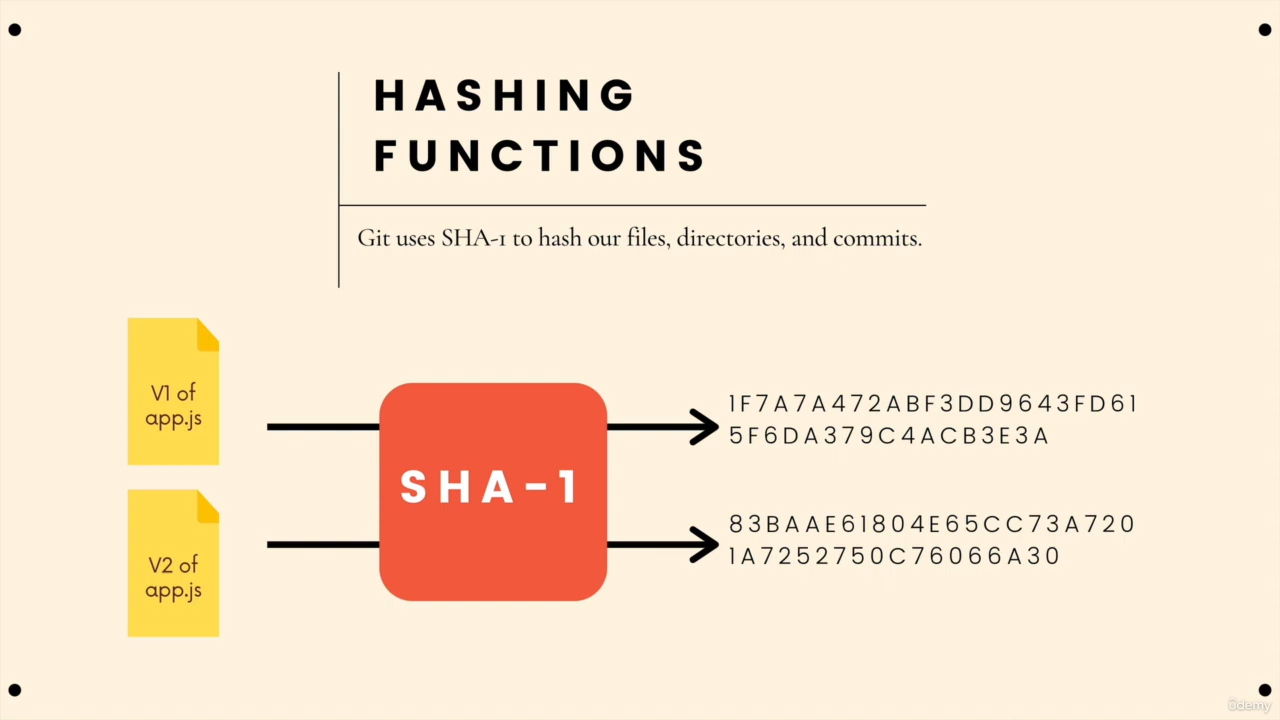 HASHING
FUNCTIONS
Git uses SHA-1 to hash our files, directories, and commits.
V1 of
app.js
SHA-1
1F7A7A472ABF3DD9643FD61
5F6DA379C4ACB3E3A
V2 of
app.js
83BAAE61804E65CC73A720
1A7252750C76066A30
ûdemy